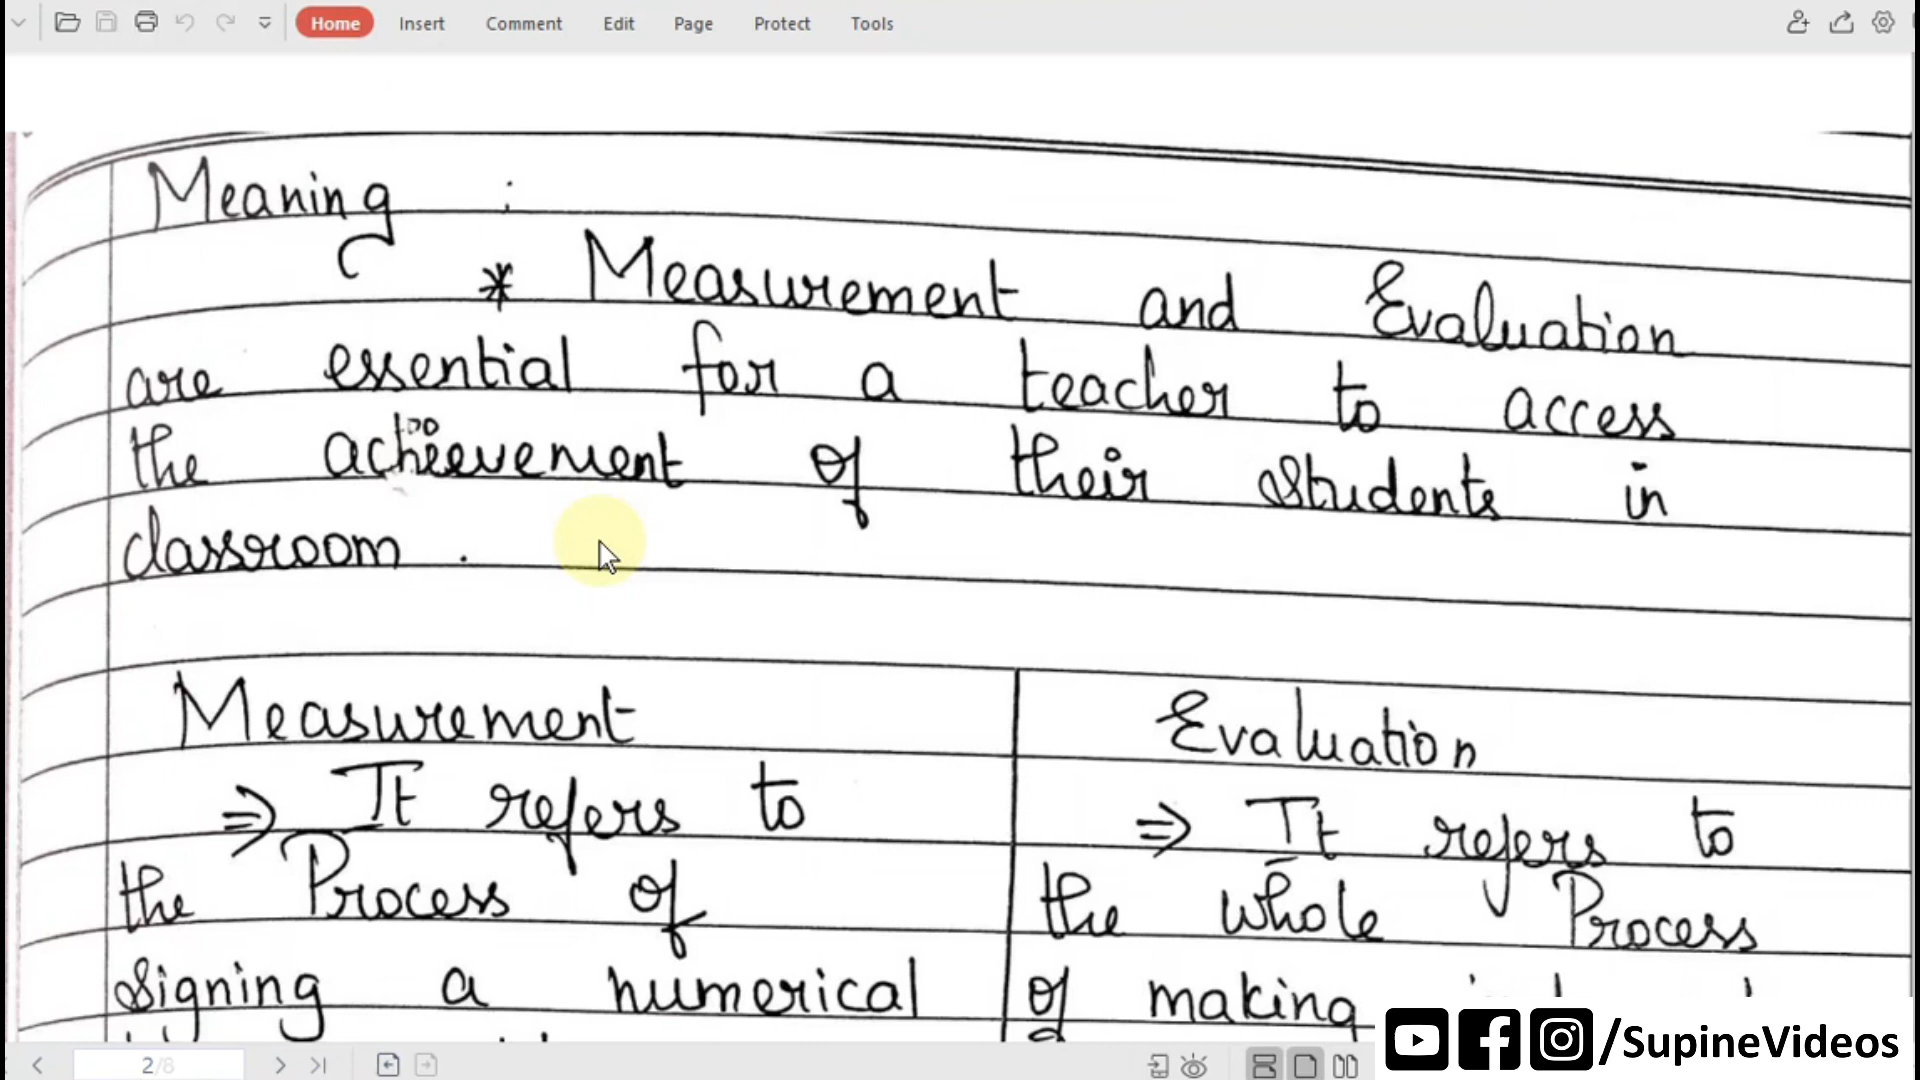 Home Insert Comment Edit Page Protect Tools
Meaning :
* Measurement and Evaluation
are essential for a teacher to access
the achievement of their students in
classroom .
Measurement
⇒ It refers to
the Process of
signing a numerical
Evaluation
⇒ It refers to
the whole Process
of making
2/8
/SupineVideos